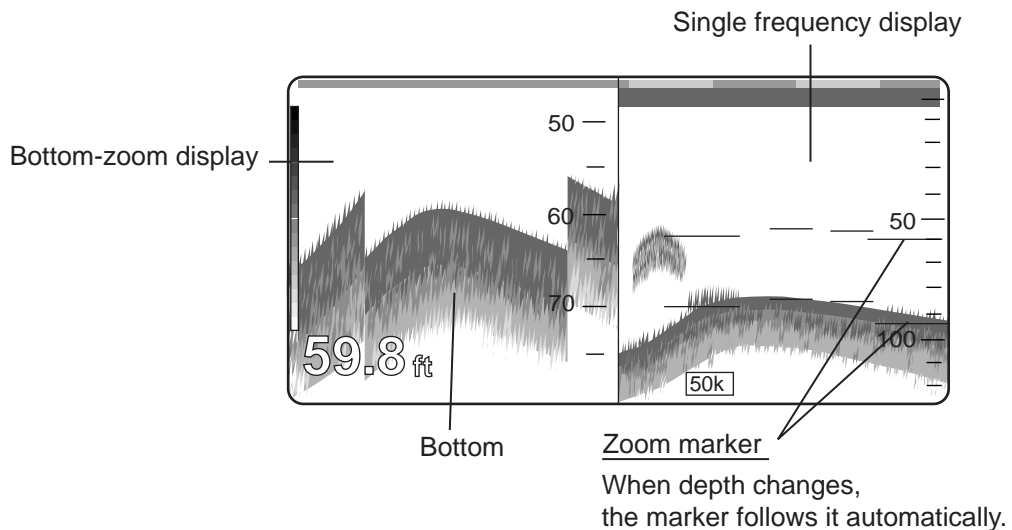 Single frequency display
Bottom-zoom display
50
60
70
59.8 ft
50
100
50k
Bottom
Zoom marker
When depth changes,
the marker follows it automatically.